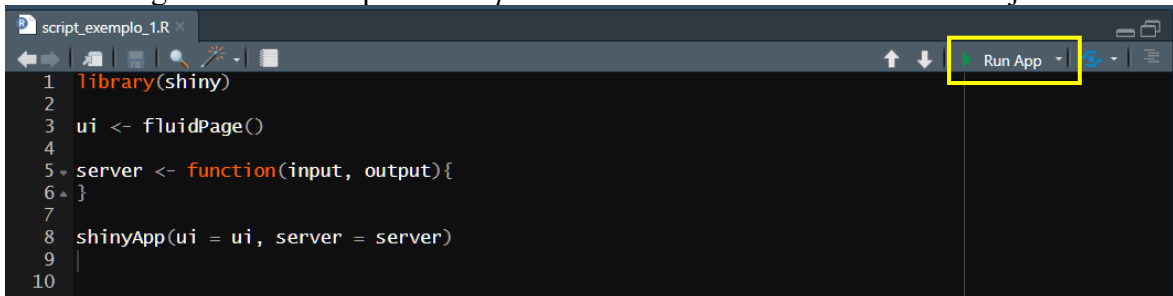 script_exemplo_1.R
Run App
1 library(shiny)
2
3 ui <- fluidPage()
4
5 server <- function(input, output){
6 }
7
8 shinyApp(ui = ui, server = server)
9
10